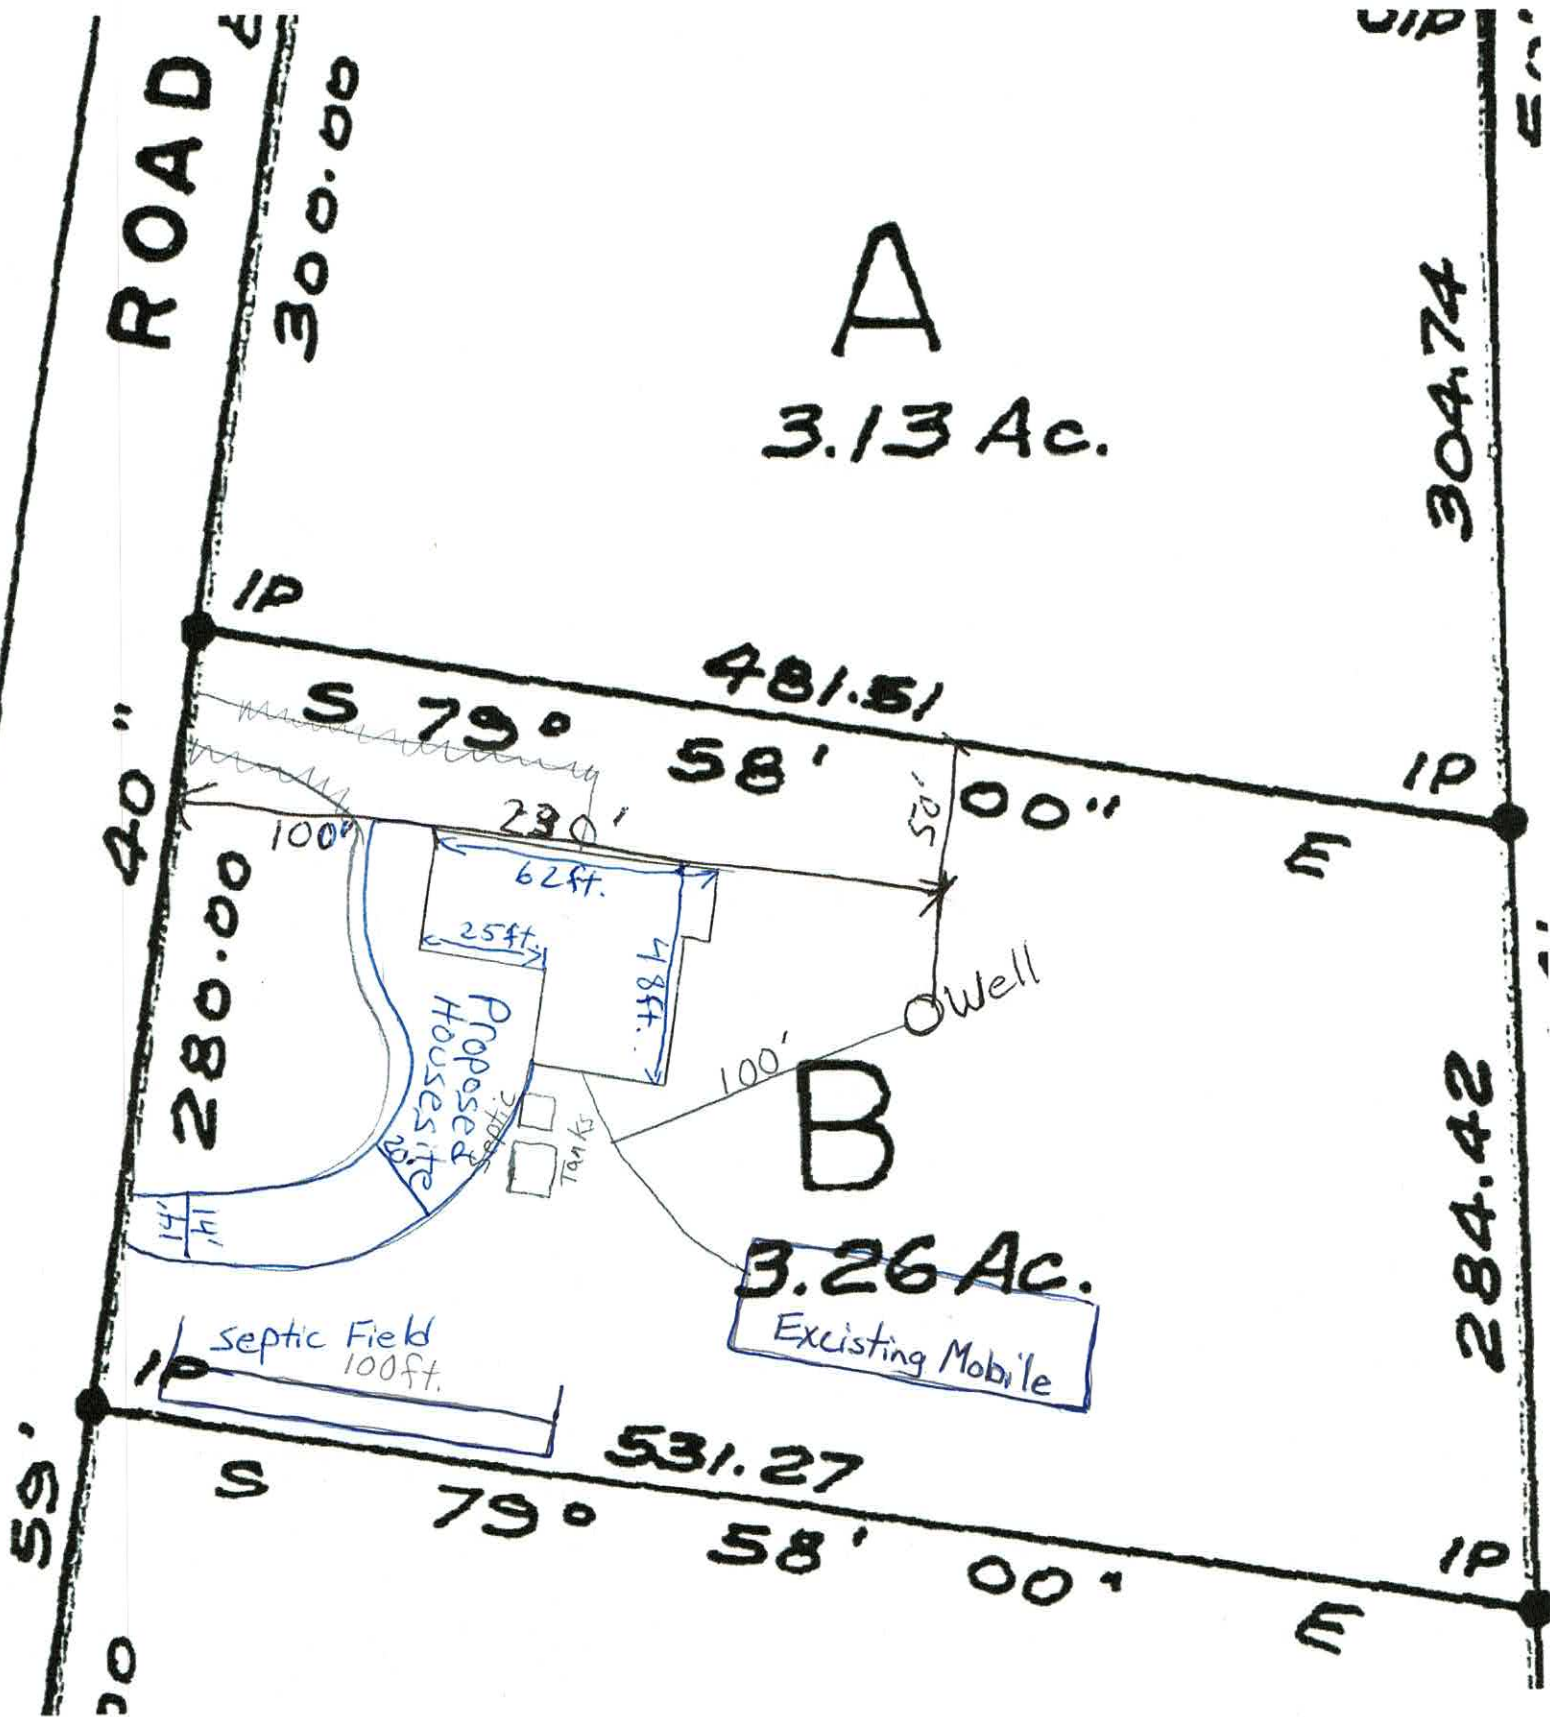 ROAD
300.00
A
3.13 Ac.
304.74
IP
481.51
S 79° 58' 00" E
IP
40"
280.00
100'
230'
50'
62ft.
25ft.
48ft.
Proposed
Housesite
Septic
Tanks
Well
100'
B
3.26 Ac.
284.42
20'
14'
14'
Septic Field
100ft.
Excisting Mobile
IP
531.27
S 79° 58' 00" E
IP
59'